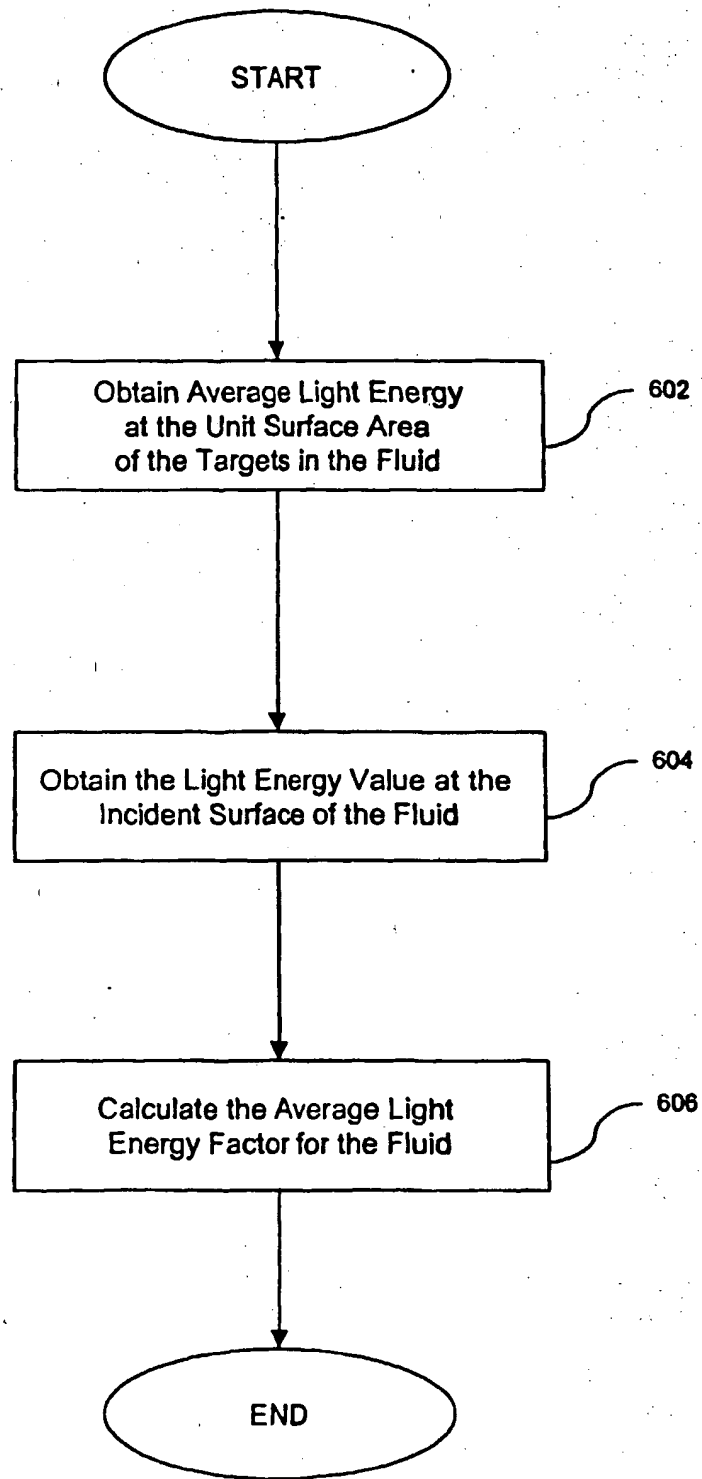 START
Obtain Average Light Energy
at the Unit Surface Area
of the Targets in the Fluid
602
Obtain the Light Energy Value at the
Incident Surface of the Fluid
604
Calculate the Average Light
Energy Factor for the Fluid
606
END